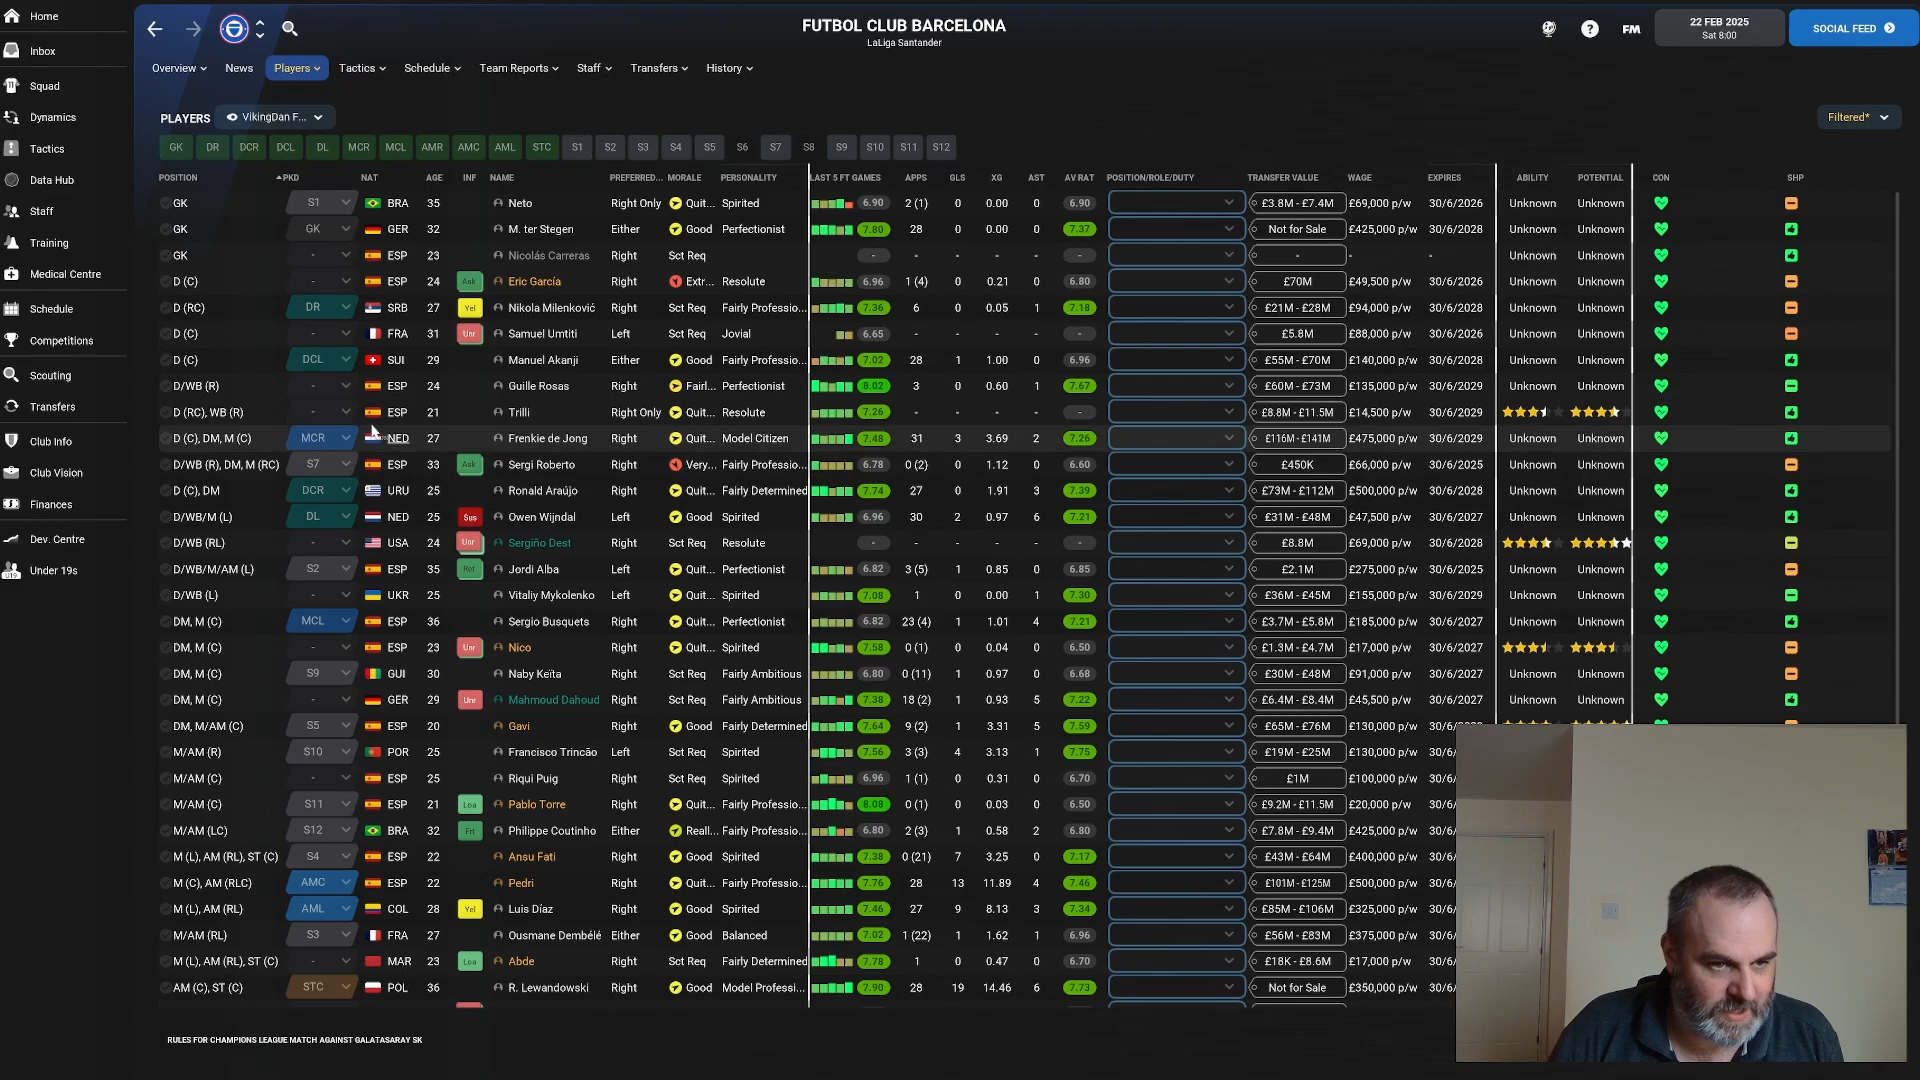 Home
FUTBOL CLUB BARCELONA
LaLiga Santander
FM
22 FEB 2025
Sat 8:00
SOCIAL FEED
Inbox
Overview News Players Tactics Schedule Team Reports Staff Transfers History
Squad
Dynamics
PLAYERS VikingDan F... Filtered*
Tactics
GK DR DCR DCL DL MCR MCL AMR AMC AML STC S1 S2 S3 S4 S5 S6 S7 S8 S9 S10 S11 S12
Data Hub
POSITION PKD NAT AGE INF NAME PREFERRED... MORALE PERSONALITY LAST 5 FT GAMES APPS GLS XG AST AV RAT POSITION/ROLE/DUTY TRANSFER VALUE WAGE EXPIRES ABILITY POTENTIAL CON SHP
Staff
Training
Medical Centre
Schedule
Competitions
Scouting
Transfers
Club Info
Club Vision
Finances
Dev. Centre
Under 19s
GK S1 BRA 35 Neto Right Only Quit... Spirited 6.90 2 (1) 0 0.00 0 6.90 £3.8M - £7.4M £69,000 p/w 30/6/2026 Unknown Unknown
GK GK GER 32 M. ter Stegen Either Good Perfectionist 7.80 28 0 0.00 0 7.37 Not for Sale £425,000 p/w 30/6/2028 Unknown Unknown
GK - ESP 23 Nicolás Carreras Right Sct Req - - - - - - - - - Unknown Unknown
D (C) - ESP 24 Ask Eric García Right Extr... Resolute 6.96 1 (4) 0 0.21 0 6.80 £70M £49,500 p/w 30/6/2026 Unknown Unknown
D (RC) DR SRB 27 Yel Nikola Milenković Right Sct Req Fairly Professio... 7.36 6 0 0.05 1 7.18 £21M - £28M £94,000 p/w 30/6/2028 Unknown Unknown
D (C) - FRA 31 Unr Samuel Umtiti Left Sct Req Jovial 6.65 - - - - - £5.8M £88,000 p/w 30/6/2026 Unknown Unknown
D (C) DCL SUI 29 Manuel Akanji Either Good Fairly Professio... 7.02 28 1 1.00 0 6.96 £55M - £70M £140,000 p/w 30/6/2028 Unknown Unknown
D/WB (R) - ESP 24 Guille Rosas Right Fairl... Perfectionist 8.02 3 0 0.60 1 7.67 £60M - £73M £135,000 p/w 30/6/2029 Unknown Unknown
D (RC), WB (R) - ESP 21 Trilli Right Only Quit... Resolute 7.26 - - - - - £8.8M - £11.5M £14,500 p/w 30/6/2029
D (C), DM, M (C) MCR NED 27 Frenkie de Jong Right Quit... Model Citizen 7.48 31 3 3.69 2 7.26 £116M - £141M £475,000 p/w 30/6/2029 Unknown Unknown
D/WB (R), DM, M (RC) S7 ESP 33 Ask Sergi Roberto Right Very... Fairly Professio... 6.78 0 (2) 0 1.12 0 6.60 £450K £66,000 p/w 30/6/2025 Unknown Unknown
D (C), DM DCR URU 25 Ronald Araújo Right Quit... Fairly Determined 7.74 27 0 1.91 3 7.39 £73M - £112M £500,000 p/w 30/6/2028 Unknown Unknown
D/WB/M (L) DL NED 25 Sus Owen Wijndal Left Good Spirited 6.96 30 2 0.97 6 7.21 £31M - £48M £47,500 p/w 30/6/2027 Unknown Unknown
D/WB (RL) - USA 24 Unr Sergiño Dest Right Sct Req Resolute - - - - - - £8.8M £69,000 p/w 30/6/2028
D/WB/M/AM (L) S2 ESP 35 Ret Jordi Alba Left Quit... Perfectionist 6.82 3 (5) 1 0.85 0 6.85 £2.1M £275,000 p/w 30/6/2025 Unknown Unknown
D/WB (L) - UKR 25 Vitaliy Mykolenko Left Quit... Spirited 7.08 1 0 0.00 1 7.30 £36M - £45M £155,000 p/w 30/6/2029 Unknown Unknown
DM, M (C) MCL ESP 36 Sergio Busquets Right Quit... Perfectionist 6.82 23 (4) 1 1.01 4 7.21 £3.7M - £5.8M £185,000 p/w 30/6/2027 Unknown Unknown
DM, M (C) - ESP 23 Unr Nico Right Quit... Spirited 7.58 0 (1) 0 0.04 0 6.50 £1.3M - £4.7M £17,000 p/w 30/6/2027
DM, M (C) S9 GUI 30 Naby Keïta Right Sct Req Fairly Ambitious 6.80 0 (11) 1 0.97 0 6.68 £30M - £48M £91,000 p/w 30/6/2027 Unknown Unknown
DM, M (C) - GER 29 Unr Mahmoud Dahoud Right Sct Req Fairly Ambitious 7.38 18 (2) 1 0.93 5 7.22 £6.4M - £8.4M £45,500 p/w 30/6/2027 Unknown Unknown
DM, M/AM (C) S5 ESP 20 Gavi Right Good Fairly Determined 7.64 9 (2) 1 3.31 5 7.59 £65M - £76M £130,000 p/w
M/AM (R) S10 POR 25 Francisco Trincão Left Sct Req Spirited 7.56 3 (3) 4 3.13 1 7.75 £19M - £25M £130,000 p/w 30/6/
M/AM (C) - ESP 25 Riqui Puig Right Sct Req Spirited 6.96 1 (1) 0 0.31 0 6.70 £1M £100,000 p/w 30/6/
M/AM (C) S11 ESP 21 Loa Pablo Torre Right Quit... Fairly Professio... 8.08 0 (1) 0 0.03 0 6.50 £9.2M - £11.5M £20,000 p/w 30/6/
M/AM (LC) S12 BRA 32 Frt Philippe Coutinho Either Reall... Fairly Professio... 6.80 2 (3) 1 0.58 2 6.80 £7.8M - £9.4M £425,000 p/w 30/6/
M (L), AM (RL), ST (C) S4 ESP 22 Ansu Fati Right Good Spirited 7.38 0 (21) 7 3.25 0 7.17 £43M - £64M £400,000 p/w 30/6/
M (C), AM (RLC) AMC ESP 22 Pedri Right Quit... Fairly Professio... 7.76 28 13 11.89 4 7.46 £101M - £125M £500,000 p/w 30/6/
M (L), AM (RL) AML COL 28 Yel Luis Díaz Right Good Spirited 7.46 27 9 8.13 3 7.34 £85M - £106M £325,000 p/w 30/6/
M/AM (RL) S3 FRA 27 Ousmane Dembélé Either Good Balanced 7.02 1 (22) 1 1.62 1 6.96 £56M - £83M £375,000 p/w 30/6/
M (L), AM (RL), ST (C) - MAR 23 Loa Abde Right Sct Req Fairly Determined 7.78 1 0 0.47 0 6.70 £18K - £8.6M £17,000 p/w 30/6/
AM (C), ST (C) STC POL 36 R. Lewandowski Right Good Model Professi... 7.90 28 19 14.46 6 7.73 Not for Sale £350,000 p/w 30/6/
RULES FOR CHAMPIONS LEAGUE MATCH AGAINST GALATASARAY SK